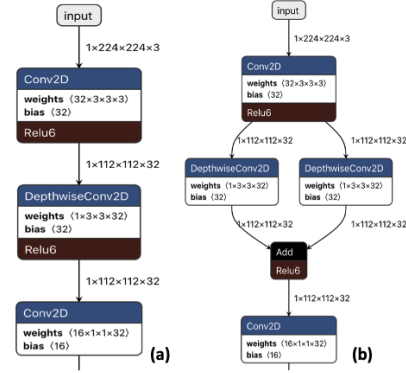 input
1×224×224×3
Conv2D
weights ⟨32×3×3×3⟩
bias ⟨32⟩
Relu6
1×112×112×32
DepthwiseConv2D
weights ⟨1×3×3×32⟩
bias ⟨32⟩
Relu6
1×112×112×32
Conv2D
weights ⟨16×1×1×32⟩
bias ⟨16⟩
(a)
input
1×224×224×3
Conv2D
weights ⟨32×3×3×3⟩
bias ⟨32⟩
Relu6
1×112×112×32 1×112×112×32
DepthwiseConv2D DepthwiseConv2D
weights ⟨1×3×3×32⟩ weights ⟨1×3×3×32⟩
bias ⟨32⟩ bias ⟨32⟩
1×112×112×32 1×112×112×32
Add
Relu6
1×112×112×32
Conv2D
weights ⟨16×1×1×32⟩
bias ⟨16⟩
(b)